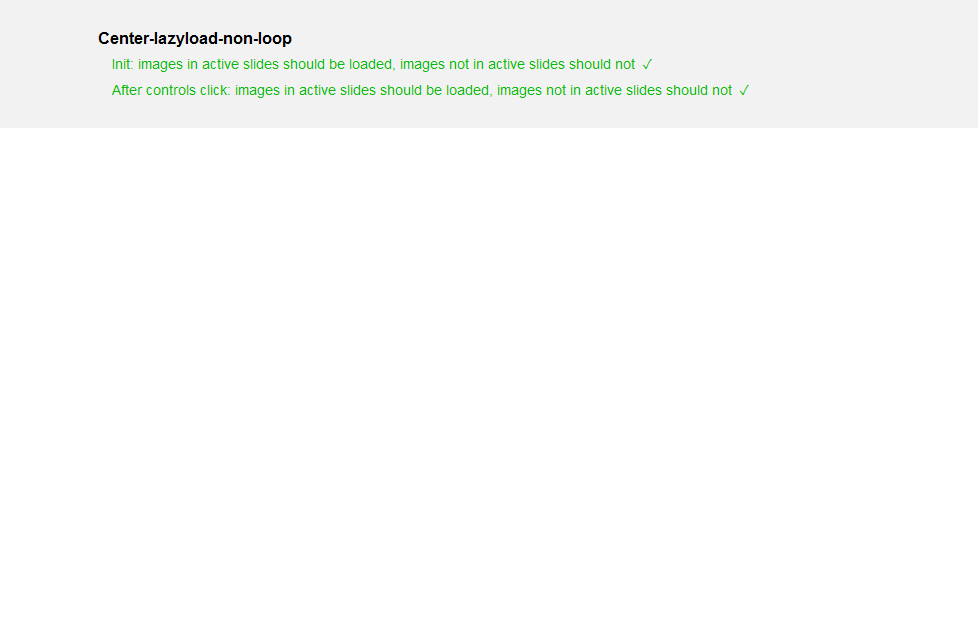 Center-lazyload-non-loop
Init: images in active slides should be loaded, images not in active slides should not ✓
After controls click: images in active slides should be loaded, images not in active slides should not ✓